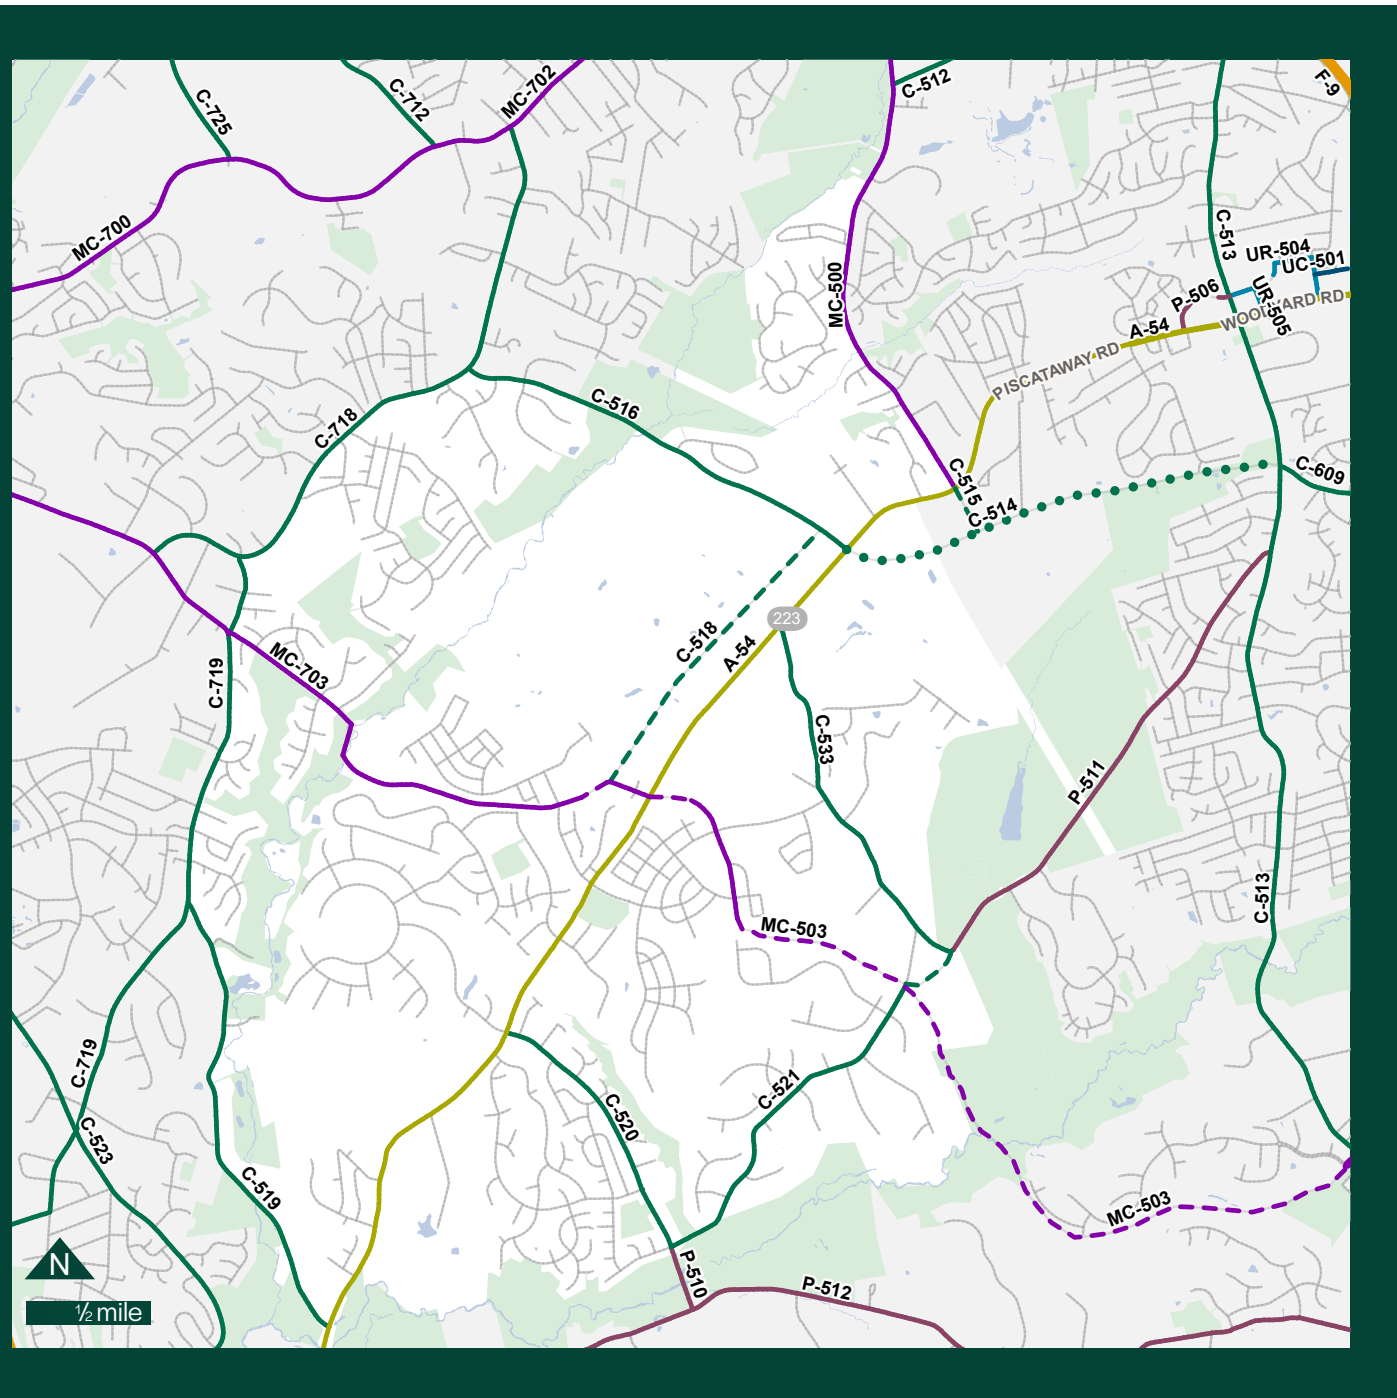 F-9
C-512
MC-702
C-712
C-725
MC-700
C-513
UR-504
UC-501
P-506
UR-505
WOODYARD RD
A-54
PISCATAWAY RD
MC-500
C-516
C-718
C-515
C-514
C-609
223
C-518
A-54
MC-703
C-719
C-533
P-511
C-513
MC-503
C-719
C-521
C-520
C-523
C-519
MC-503
P-510
P-512
N
½ mile